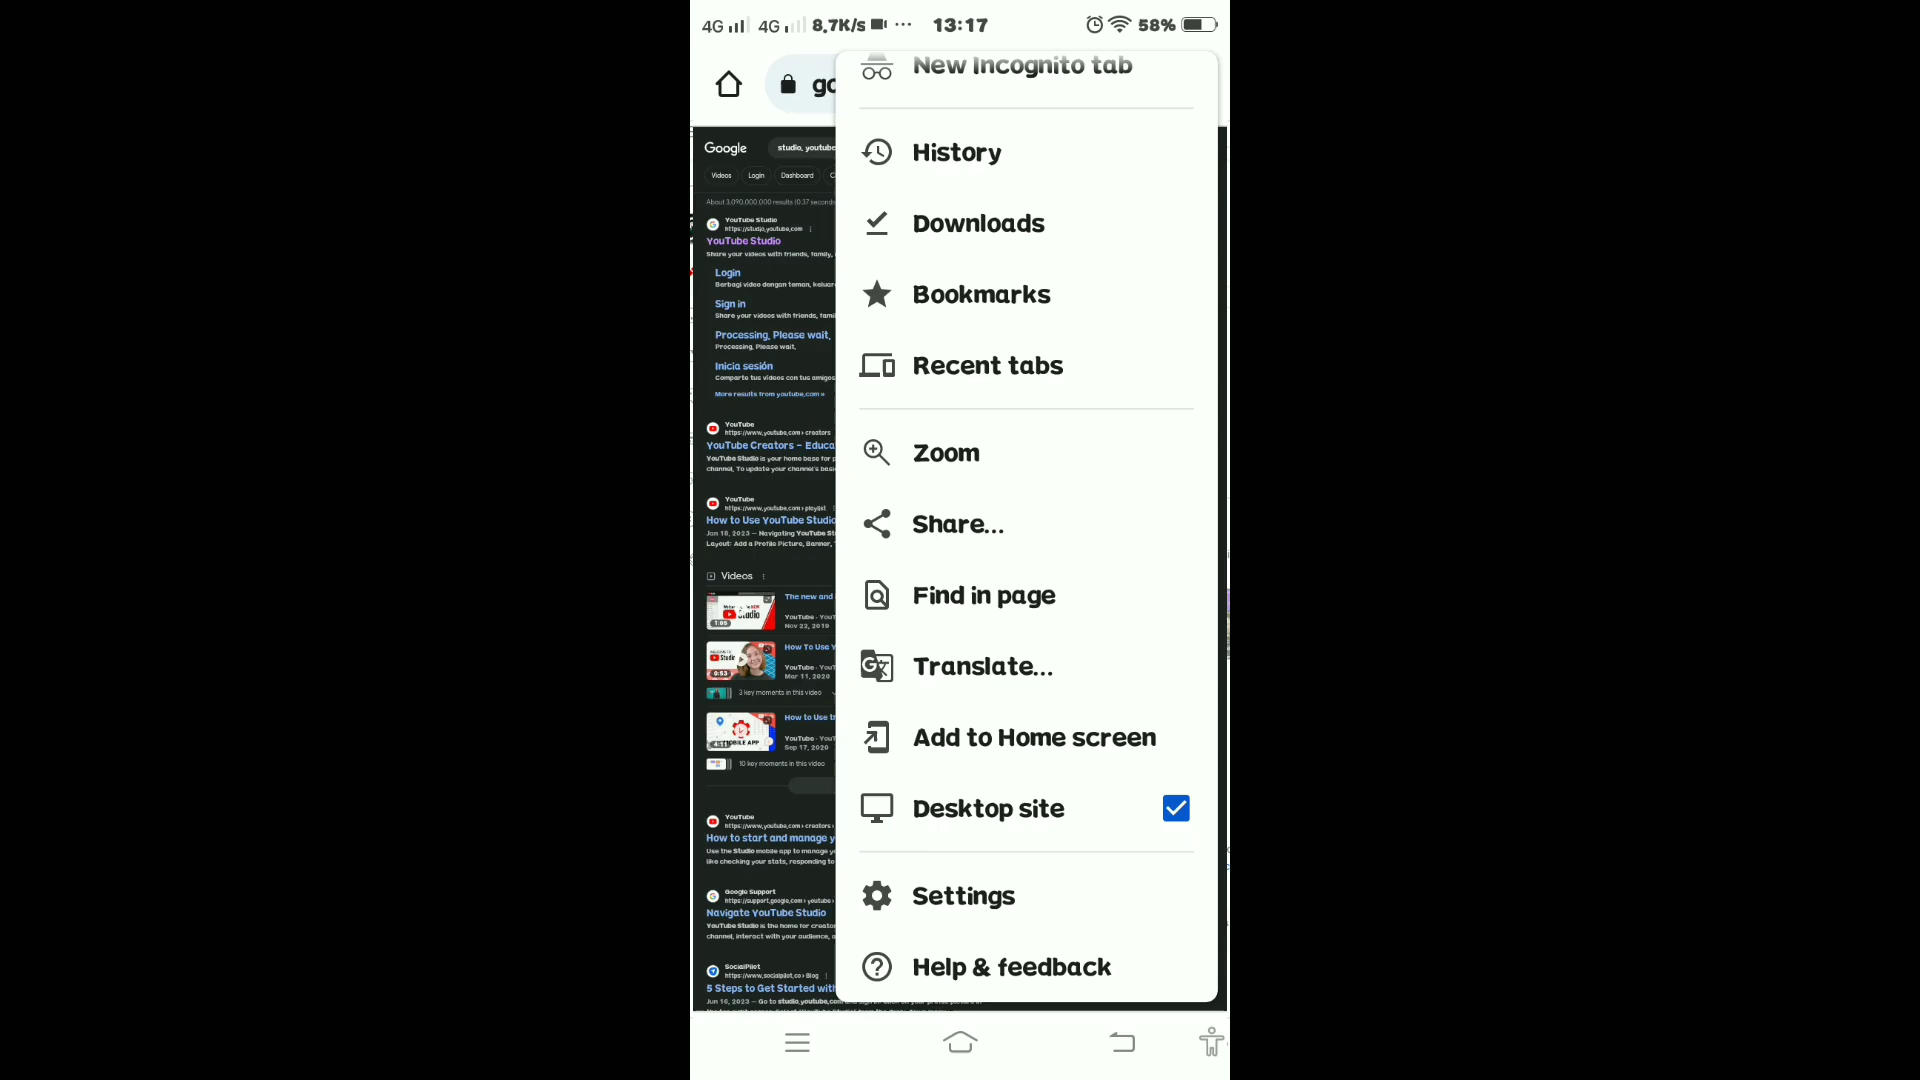 4G 4G 8.7K/s ... 13:17 58%
New Incognito tab
History
Downloads
Bookmarks
Recent tabs
Zoom
Share...
Find in page
Translate...
Add to Home screen
Desktop site
Settings
Help & feedback
go
Google studio.youtube
Videos Login Dashboard
About 3,090,000,000 results (0.37 seconds
YouTube Studio
https://studio.youtube.com
YouTube Studio
Share your videos with friends, family,
Login
Berbagi video dengan teman, keluar
Sign in
Share your videos with friends, fami
Processing, Please wait.
Processing, Please wait.
Inicia sesión
Comparte tus vídeos con tus amigos
More results from youtube.com »
YouTube
https://www.youtube.com › creators
YouTube Creators - Educa
YouTube Studio is your home base for
channel. To update your channel's basi
YouTube
https://www.youtube.com › playlist
How to Use YouTube Studio
Jan 18, 2023 — Navigating YouTube St
Layout: Add a Profile Picture, Banner,
Videos
The new and
YouTube · YouT
Nov 22, 2019
1:05
How To Use Y
YouTube · YouT
Mar 11, 2020
0:53
3 key moments in this video
How to Use th
YouTube · YouT
Sep 17, 2020
4:11
10 key moments in this video
YouTube
https://www.youtube.com › creators ›
How to start and manage y
Use the Studio mobile app to manage yo
like checking your stats, responding to
Google Support
https://support.google.com › youtube ›
Navigate YouTube Studio
YouTube Studio is the home for creator
channel, interact with your audience, a
SocialPilot
https://www.socialpilot.co › Blog
5 Steps to Get Started with
Jun 16, 2023 — Go to studio.youtube.com